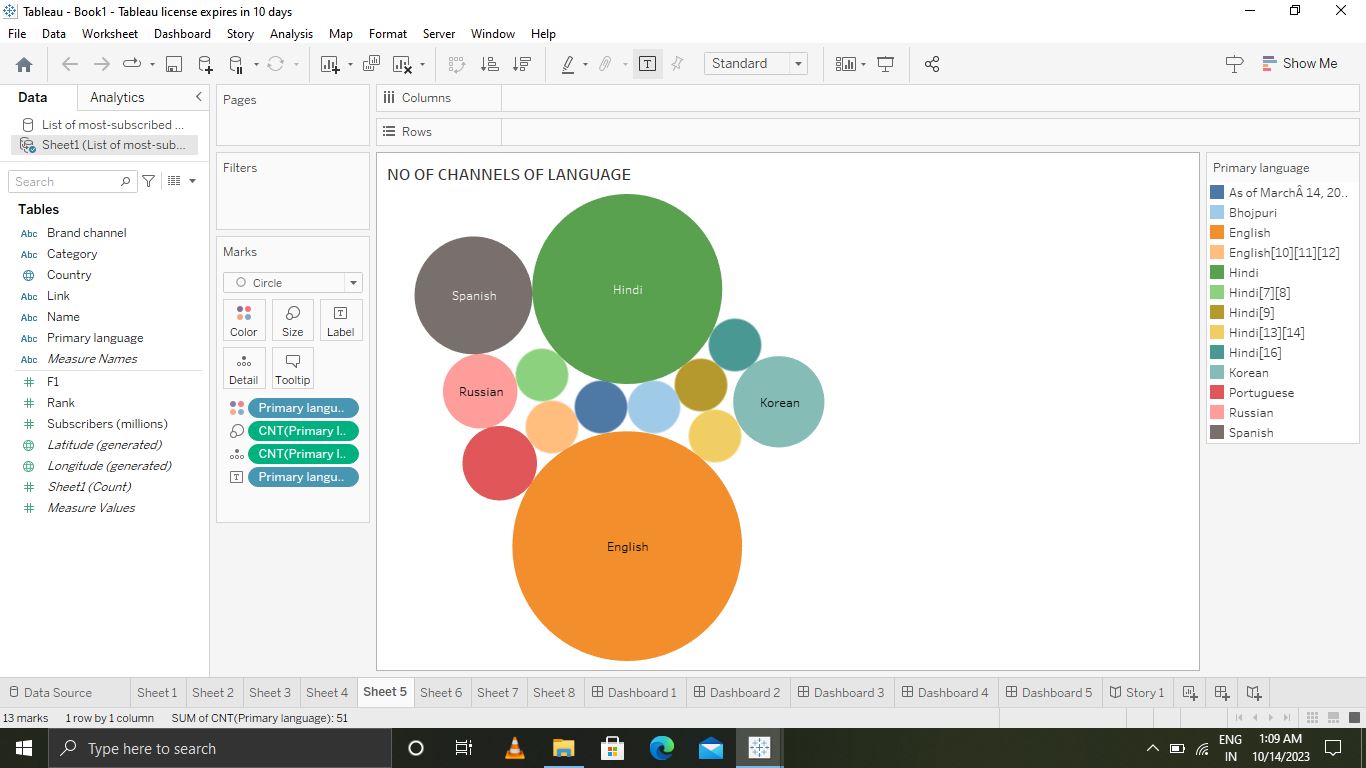 Tableau - Book1 - Tableau license expires in 10 days
File Data Worksheet Dashboard Story Analysis Map Format Server Window Help
Standard
Show Me
Data Analytics
List of most-subscribed ...
Sheet1 (List of most-sub...
Search
Tables
Abc Brand channel
Abc Category
Country
Abc Link
Abc Name
Abc Primary language
Abc Measure Names
F1
Rank
Subscribers (millions)
Latitude (generated)
Longitude (generated)
Sheet1 (Count)
Measure Values
Pages
Filters
Marks
Circle
Color Size Label
Detail Tooltip
Primary langu..
CNT(Primary l..
CNT(Primary l..
Primary langu..
Columns
Rows
NO OF CHANNELS OF LANGUAGE
Hindi
Spanish
Russian
Korean
English
Primary language
As of MarchÂ 14, 20..
Bhojpuri
English
English[10][11][12]
Hindi
Hindi[7][8]
Hindi[9]
Hindi[13][14]
Hindi[16]
Korean
Portuguese
Russian
Spanish
Data Source Sheet 1 Sheet 2 Sheet 3 Sheet 4 Sheet 5 Sheet 6 Sheet 7 Sheet 8 Dashboard 1 Dashboard 2 Dashboard 3 Dashboard 4 Dashboard 5 Story 1
13 marks 1 row by 1 column SUM of CNT(Primary language): 51
Type here to search
ENG
IN
1:09 AM
10/14/2023